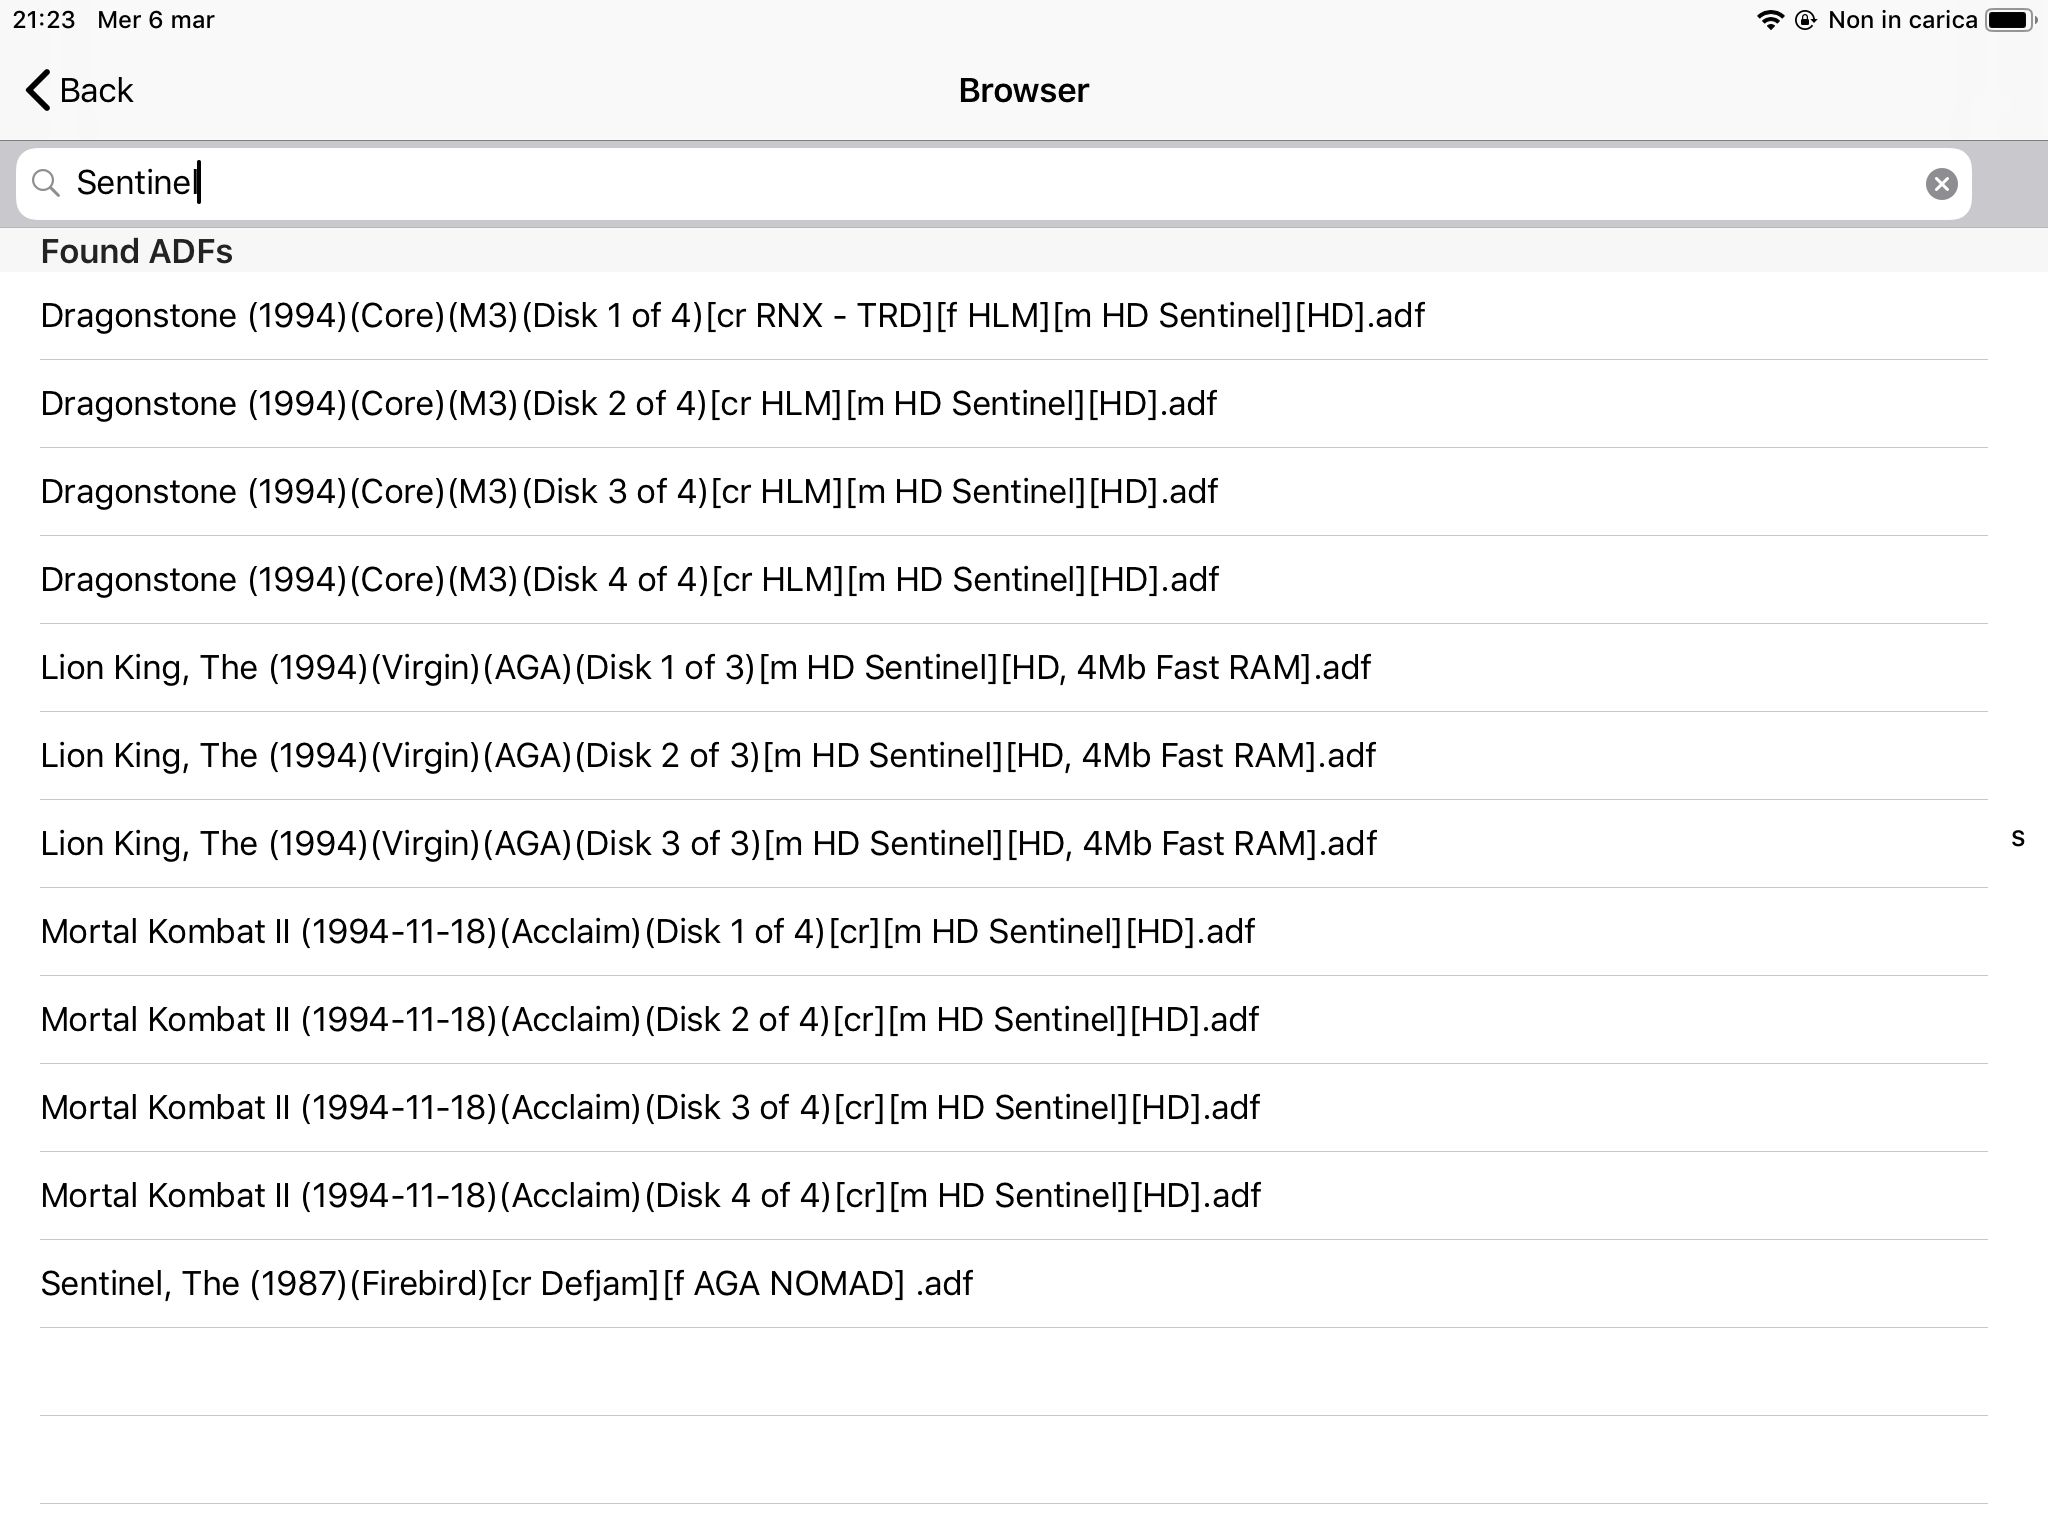 21:23 Mer 6 mar Non in carica
Back Browser
Sentinel
Found ADFs
Dragonstone (1994)(Core)(M3)(Disk 1 of 4)[cr RNX - TRD][f HLM][m HD Sentinel][HD].adf
Dragonstone (1994)(Core)(M3)(Disk 2 of 4)[cr HLM][m HD Sentinel][HD].adf
Dragonstone (1994)(Core)(M3)(Disk 3 of 4)[cr HLM][m HD Sentinel][HD].adf
Dragonstone (1994)(Core)(M3)(Disk 4 of 4)[cr HLM][m HD Sentinel][HD].adf
Lion King, The (1994)(Virgin)(AGA)(Disk 1 of 3)[m HD Sentinel][HD, 4Mb Fast RAM].adf
Lion King, The (1994)(Virgin)(AGA)(Disk 2 of 3)[m HD Sentinel][HD, 4Mb Fast RAM].adf
Lion King, The (1994)(Virgin)(AGA)(Disk 3 of 3)[m HD Sentinel][HD, 4Mb Fast RAM].adf
S
Mortal Kombat II (1994-11-18)(Acclaim)(Disk 1 of 4)[cr][m HD Sentinel][HD].adf
Mortal Kombat II (1994-11-18)(Acclaim)(Disk 2 of 4)[cr][m HD Sentinel][HD].adf
Mortal Kombat II (1994-11-18)(Acclaim)(Disk 3 of 4)[cr][m HD Sentinel][HD].adf
Mortal Kombat II (1994-11-18)(Acclaim)(Disk 4 of 4)[cr][m HD Sentinel][HD].adf
Sentinel, The (1987)(Firebird)[cr Defjam][f AGA NOMAD] .adf